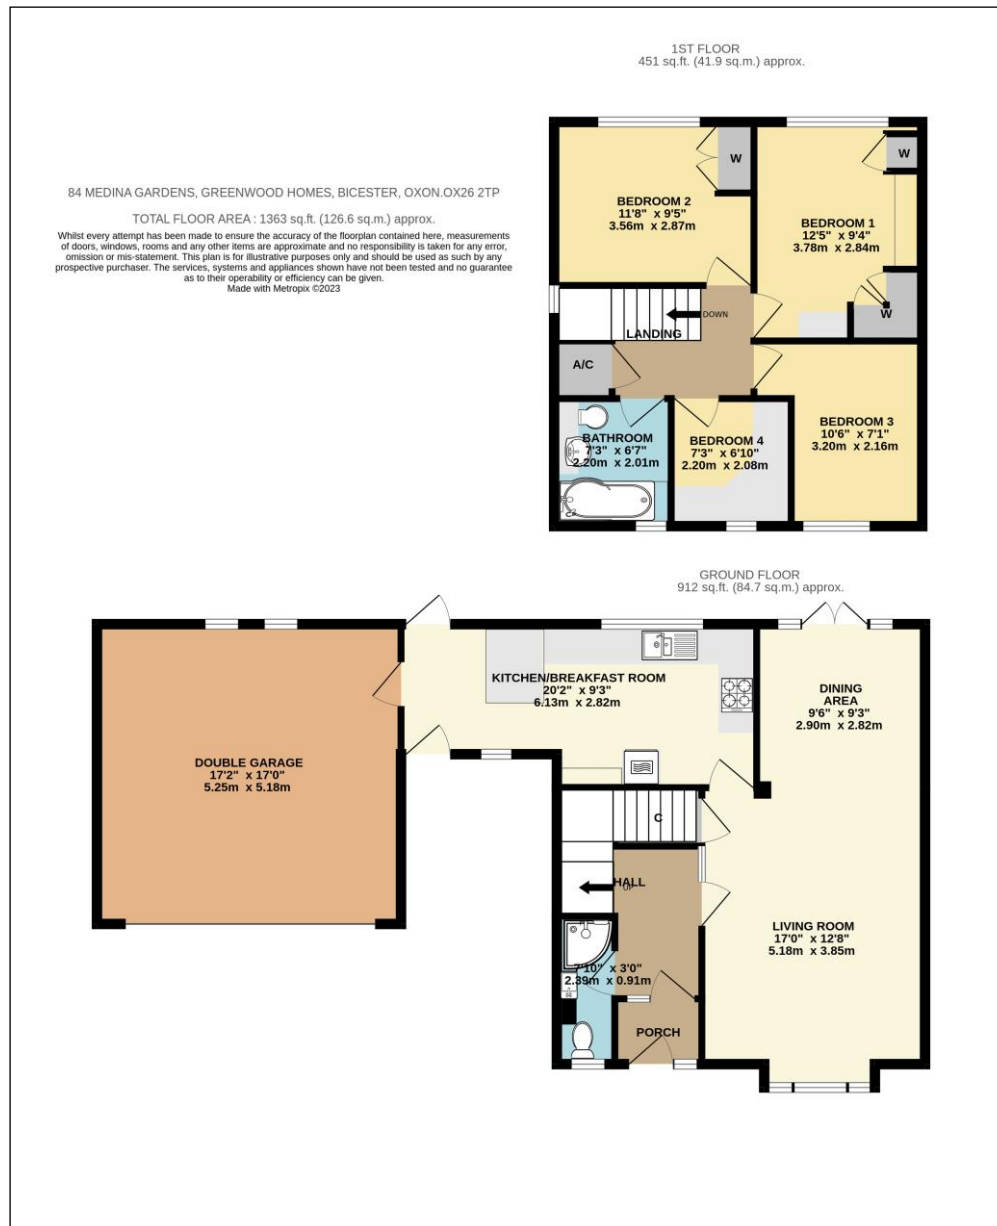 1ST FLOOR
451 sq.ft. (41.9 sq.m.) approx.
84 MEDINA GARDENS, GREENWOOD HOMES, BICESTER, OXON.OX26 2TP
TOTAL FLOOR AREA : 1363 sq.ft. (126.6 sq.m.) approx.
Whilst every attempt has been made to ensure the accuracy of the floorplan contained here, measurements
of doors, windows, rooms and any other items are approximate and no responsibility is taken for any error,
omission or mis-statement. This plan is for illustrative purposes only and should be used as such by any
prospective purchaser. The services, systems and appliances shown have not been tested and no guarantee
as to their operability or efficiency can be given.
Made with Metropix ©2023
W
W
BEDROOM 2
11'8" x 9'5"
3.56m x 2.87m
BEDROOM 1
12'5" x 9'4"
3.78m x 2.84m
W
DOWN
LANDING
A/C
BATHROOM
7'3" x 6'7"
2.20m x 2.01m
BEDROOM 4
7'3" x 6'10"
2.20m x 2.08m
BEDROOM 3
10'6" x 7'1"
3.20m x 2.16m
GROUND FLOOR
912 sq.ft. (84.7 sq.m.) approx.
KITCHEN/BREAKFAST ROOM
20'2" x 9'3"
6.13m x 2.82m
DINING
AREA
9'6" x 9'3"
2.90m x 2.82m
DOUBLE GARAGE
17'2" x 17'0"
5.25m x 5.18m
C
HALL
UP
LIVING ROOM
17'0" x 12'8"
5.18m x 3.85m
7'10" x 3'0"
2.39m x 0.91m
PORCH